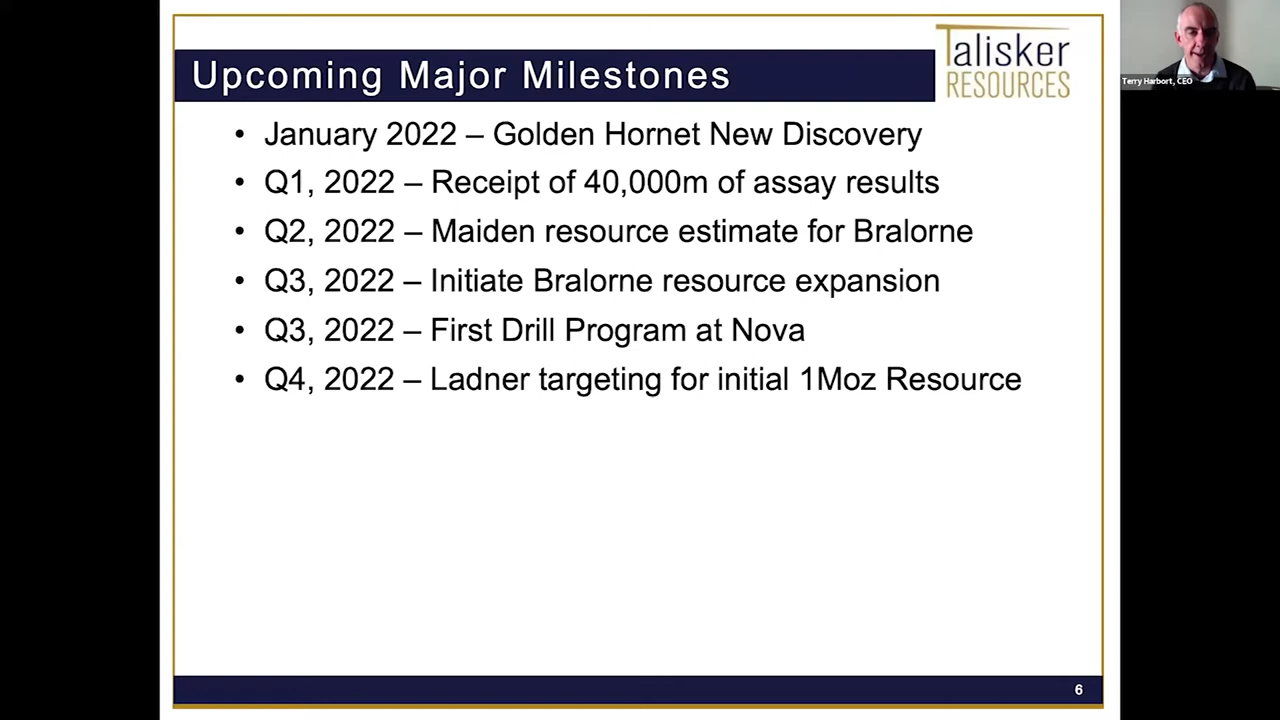 Upcoming Major Milestones
Talisker
RESOURCES
Terry Harbort, CEO
• January 2022 – Golden Hornet New Discovery
• Q1, 2022 – Receipt of 40,000m of assay results
• Q2, 2022 – Maiden resource estimate for Bralorne
• Q3, 2022 – Initiate Bralorne resource expansion
• Q3, 2022 – First Drill Program at Nova
• Q4, 2022 – Ladner targeting for initial 1Moz Resource
6